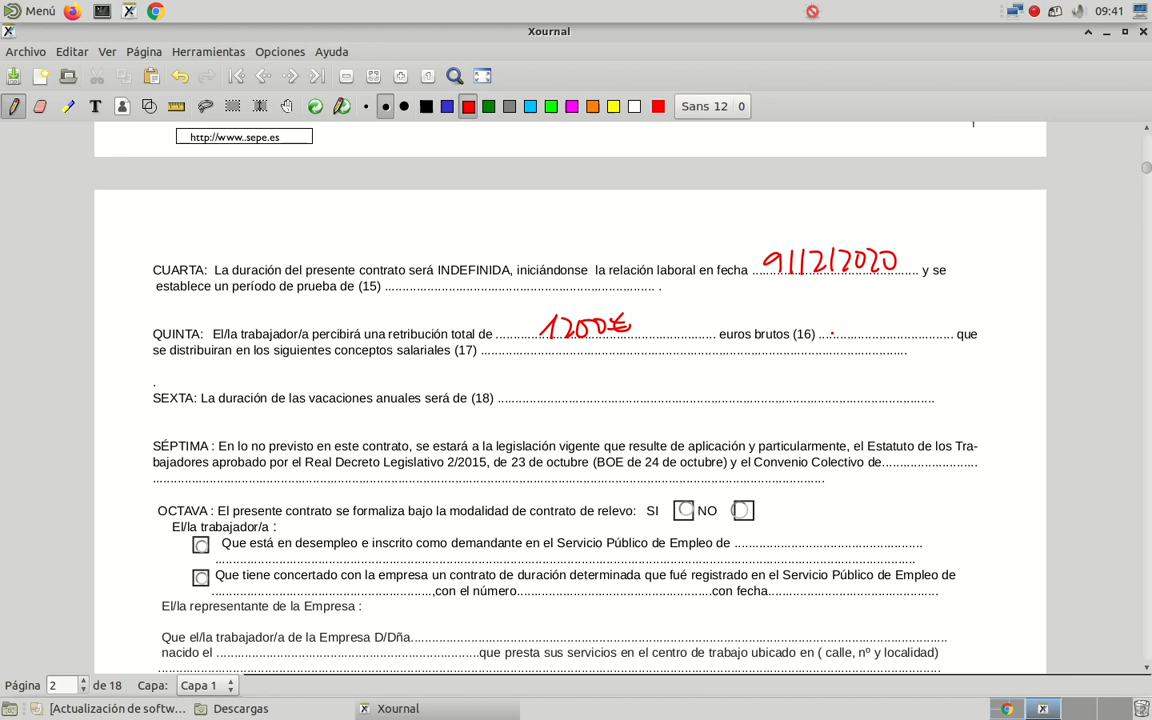 Menú 09:41
Xournal
Archivo Editar Ver Página Herramientas Opciones Ayuda
Sans 12 0
http://www..sepe.es
CUARTA: La duración del presente contrato será INDEFINIDA, iniciándonse la relación laboral en fecha 9/12/2020 y se
establece un período de prueba de (15) .............................................................................. .
QUINTA: El/la trabajador/a percibirá una retribución total de 1200€ euros brutos (16) ....................................... que
se distribuiran en los siguientes conceptos salariales (17) ..........................................................................................................................
.
SEXTA: La duración de las vacaciones anuales será de (18) .............................................................................................................................
SÉPTIMA : En lo no previsto en este contrato, se estará a la legislación vigente que resulte de aplicación y particularmente, el Estatuto de los Tra-
bajadores aprobado por el Real Decreto Legislativo 2/2015, de 23 de octubre (BOE de 24 de octubre) y el Convenio Colectivo de...........................
................................................................................................................................................................................................
OCTAVA : El presente contrato se formaliza bajo la modalidad de contrato de relevo: SI NO
El/la trabajador/a :
Que está en desempleo e inscrito como demandante en el Servicio Público de Empleo de ......................................................
........................................................................................................................................................................................................
Que tiene concertado con la empresa un contrato de duración determinada que fué registrado en el Servicio Público de Empleo de
................................................................,con el número........................................................con fecha.................................................
El/la representante de la Empresa :
Que el/la trabajador/a de la Empresa D/Dña.........................................................................................................................................................
nacido el ...........................................................................que presta sus servicios en el centro de trabajo ubicado en ( calle, nº y localidad)
................................................................................................................................................................................................................................
Página 2 de 18 Capa: Capa 1
[Actualización de softw... Descargas Xournal